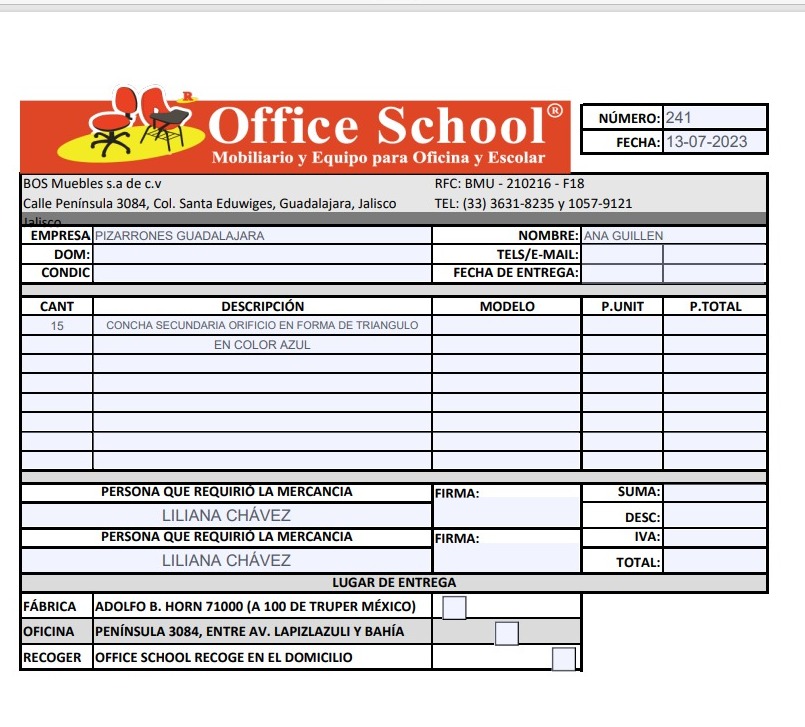 R
Office School®
Mobiliario y Equipo para Oficina y Escolar
NÚMERO: 241
FECHA: 13-07-2023
BOS Muebles s.a de c.v RFC: BMU - 210216 - F18
Calle Península 3084, Col. Santa Eduwiges, Guadalajara, Jalisco TEL: (33) 3631-8235 y 1057-9121
Jalisco
EMPRESA PIZARRONES GUADALAJARA NOMBRE: ANA GUILLEN
DOM: TELS/E-MAIL:
CONDIC FECHA DE ENTREGA:
CANT DESCRIPCIÓN MODELO P.UNIT P.TOTAL
15 CONCHA SECUNDARIA ORIFICIO EN FORMA DE TRIANGULO
EN COLOR AZUL
PERSONA QUE REQUIRIÓ LA MERCANCIA FIRMA: SUMA:
LILIANA CHÁVEZ DESC:
PERSONA QUE REQUIRIÓ LA MERCANCIA FIRMA: IVA:
LILIANA CHÁVEZ TOTAL:
LUGAR DE ENTREGA
FÁBRICA ADOLFO B. HORN 71000 (A 100 DE TRUPER MÉXICO)
OFICINA PENÍNSULA 3084, ENTRE AV. LAPIZLAZULI Y BAHÍA
RECOGER OFFICE SCHOOL RECOGE EN EL DOMICILIO